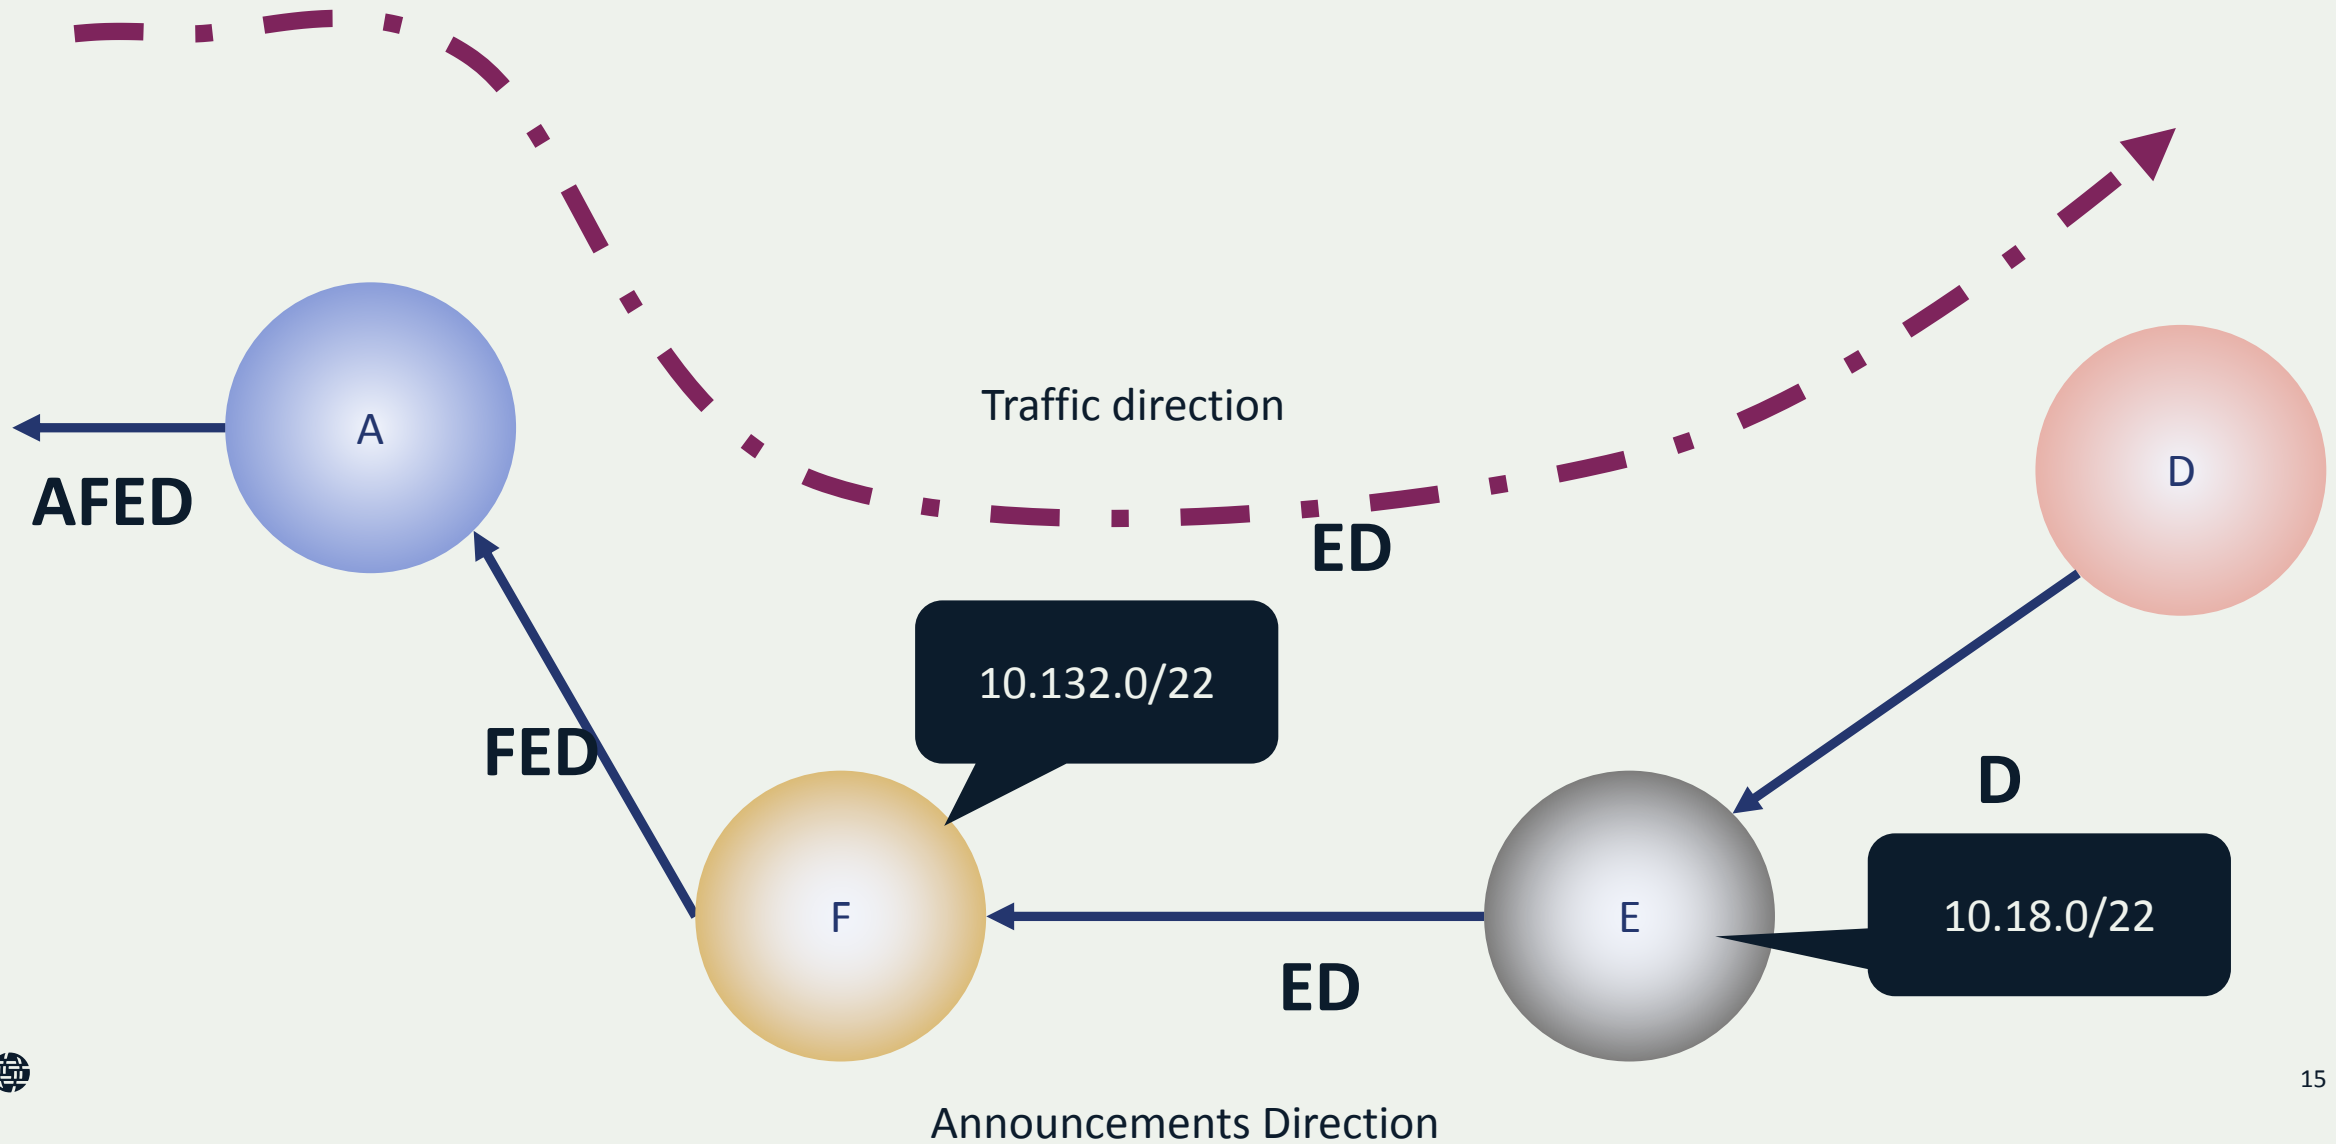 Traffic direction
A
D
AFED
ED
10.132.0/22
FED
D
F
E
10.18.0/22
ED
15
Announcements Direction